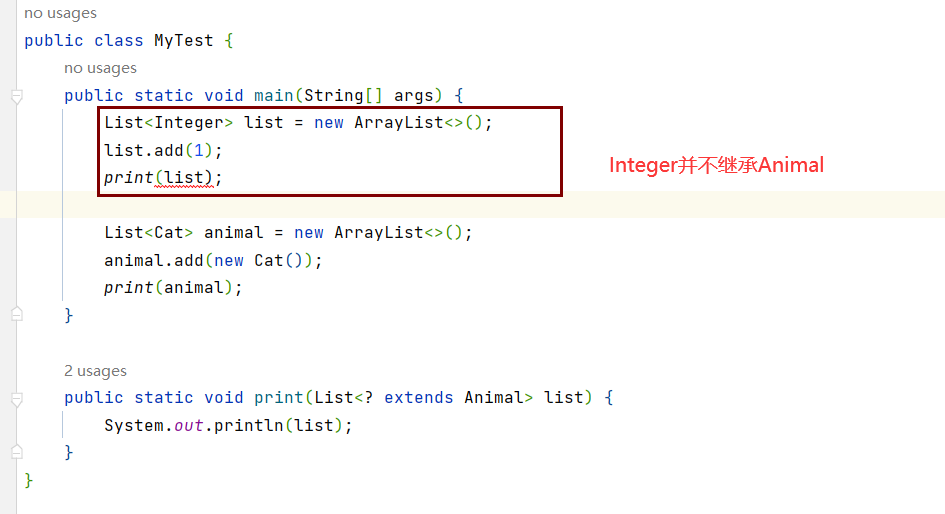 no usages
public class MyTest {
no usages
public static void main(String[] args) {
List<Integer> list = new ArrayList<>();
list.add(1);
print(list);
Integer并不继承Animal
List<Cat> animal = new ArrayList<>();
animal.add(new Cat());
print(animal);
}
2 usages
public static void print(List<? extends Animal> list) {
System.out.println(list);
}
}